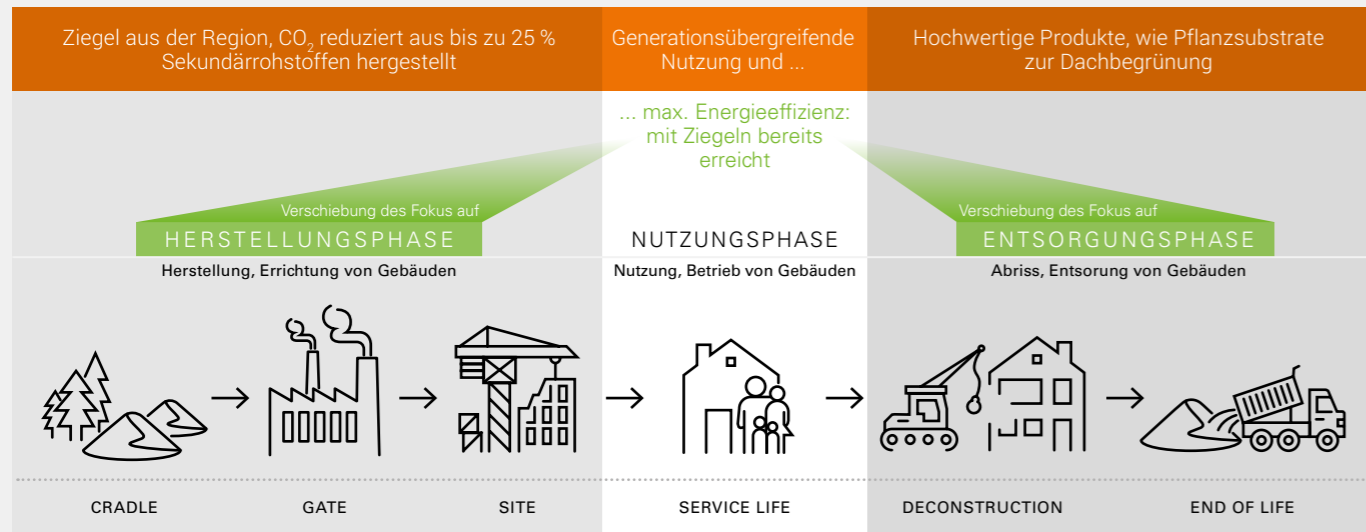 Ziegel aus der Region, CO₂ reduziert aus bis zu 25 %
Sekundärrohstoffen hergestellt
Generationsübergreifende
Nutzung und ...
Hochwertige Produkte, wie Pflanzsubstrate
zur Dachbegrünung
... max. Energieeffizienz:
mit Ziegeln bereits
erreicht
Verschiebung des Fokus auf
HERSTELLUNGSPHASE
Herstellung, Errichtung von Gebäuden
NUTZUNGSPHASE
Nutzung, Betrieb von Gebäuden
Verschiebung des Fokus auf
ENTSORGUNGSPHASE
Abriss, Entsorung von Gebäuden
CRADLE
GATE
SITE
SERVICE LIFE
DECONSTRUCTION
END OF LIFE